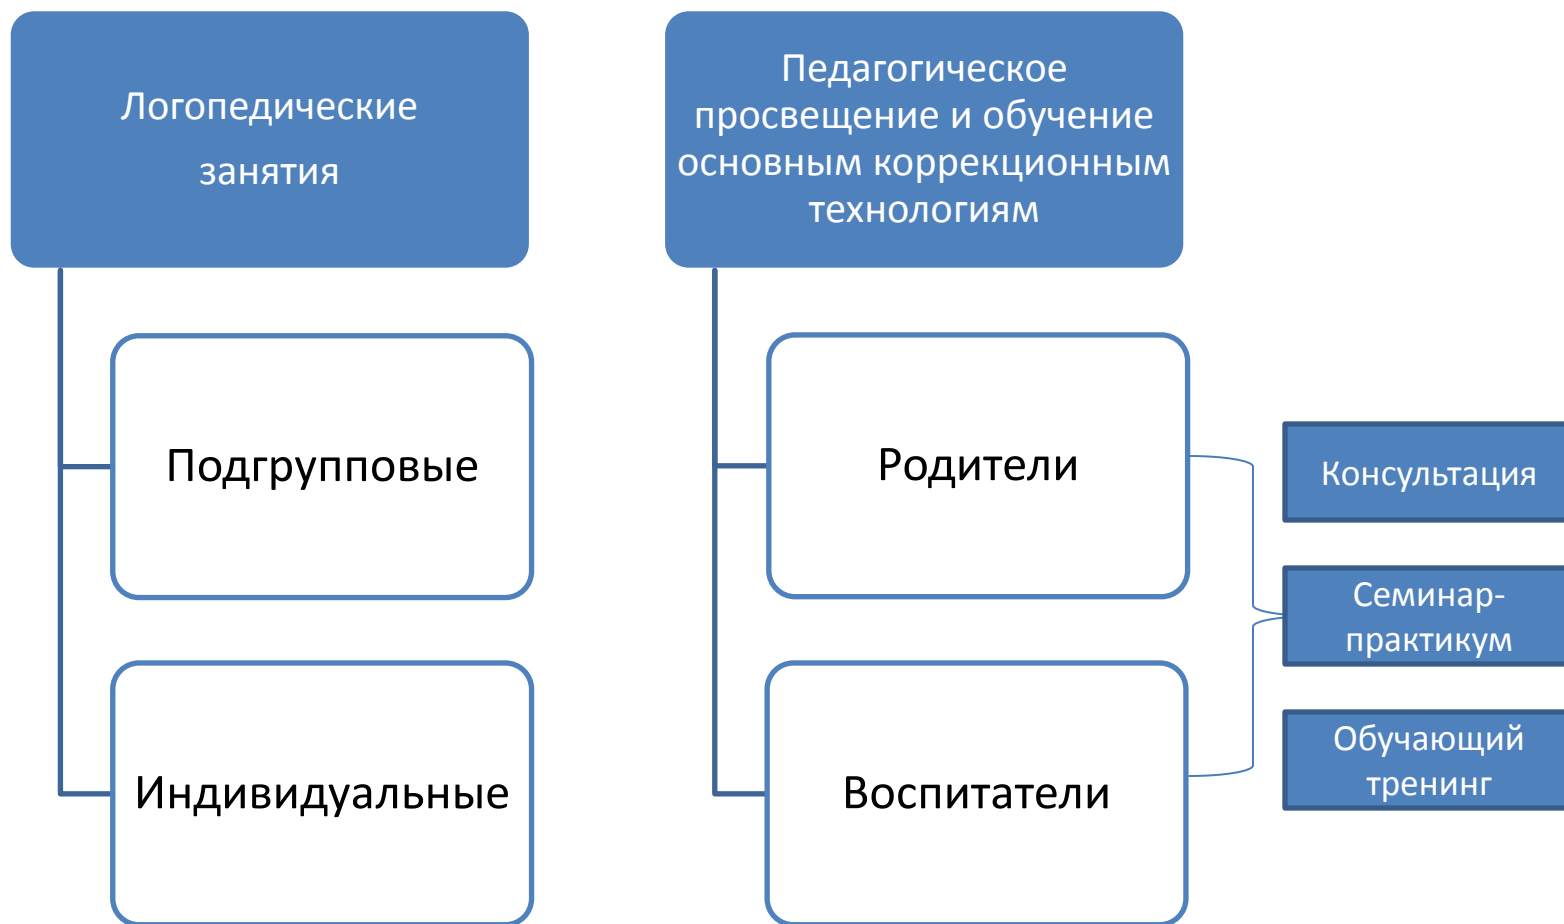 Логопедические
занятия
Подгрупповые
Индивидуальные
Педагогическое
просвещение и обучение
основным коррекционным
технологиям
Родители
Воспитатели
Консультация
Семинар-
практикум
Обучающий
тренинг